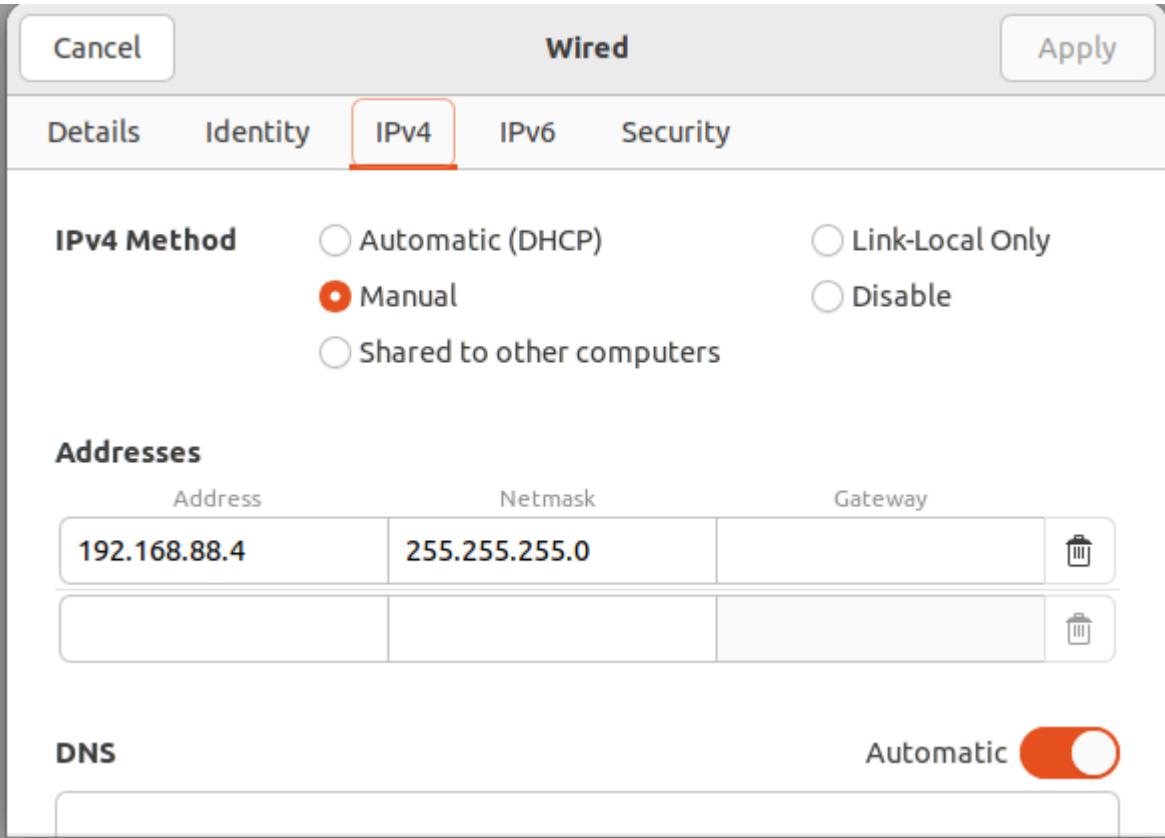 Cancel Wired Apply
Details Identity IPv4 IPv6 Security
IPv4 Method Automatic (DHCP) Link-Local Only
Manual Disable
Shared to other computers
Addresses
Address Netmask Gateway
192.168.88.4 255.255.255.0
DNS Automatic